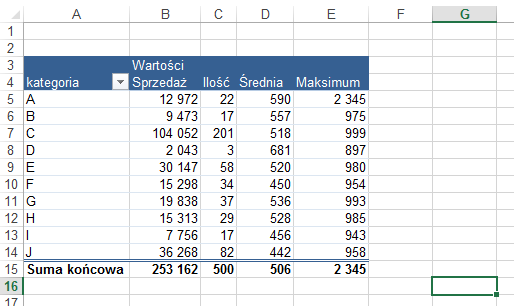 A B C D E F G
1
2
3 Wartości
4 kategoria Sprzedaż Ilość Średnia Maksimum
5 A 12 972 22 590 2 345
6 B 9 473 17 557 975
7 C 104 052 201 518 999
8 D 2 043 3 681 897
9 E 30 147 58 520 980
10 F 15 298 34 450 954
11 G 19 838 37 536 993
12 H 15 313 29 528 985
13 I 7 756 17 456 943
14 J 36 268 82 442 958
15 Suma końcowa 253 162 500 506 2 345
16